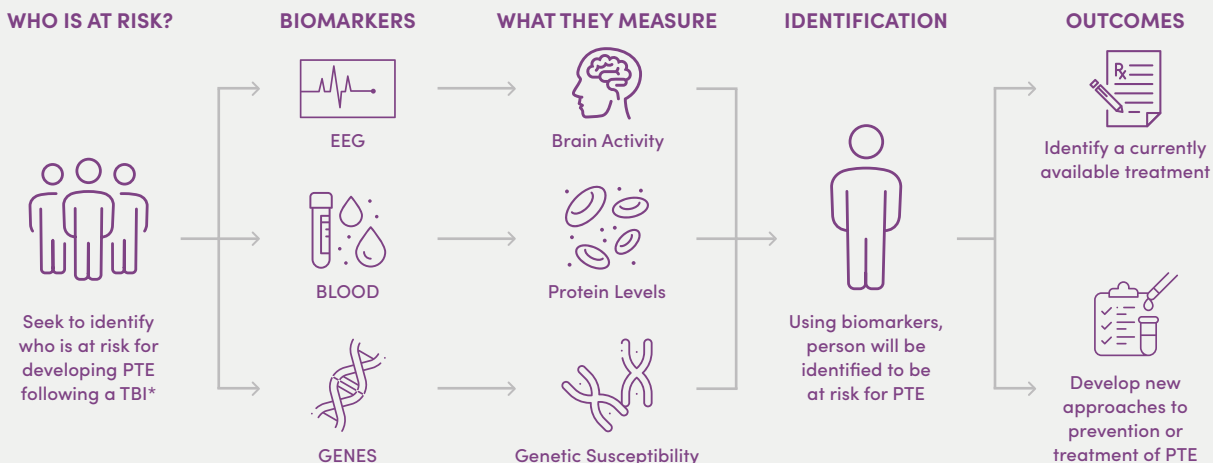 WHO IS AT RISK?
BIOMARKERS
WHAT THEY MEASURE
IDENTIFICATION
OUTCOMES
Seek to identify
who is at risk for
developing PTE
following a TBI*
EEG
BLOOD
GENES
Brain Activity
Protein Levels
Genetic Susceptibility
Using biomarkers,
person will be
identified to be
at risk for PTE
Rx
Identify a currently
available treatment
Develop new
approaches to
prevention or
treatment of PTE